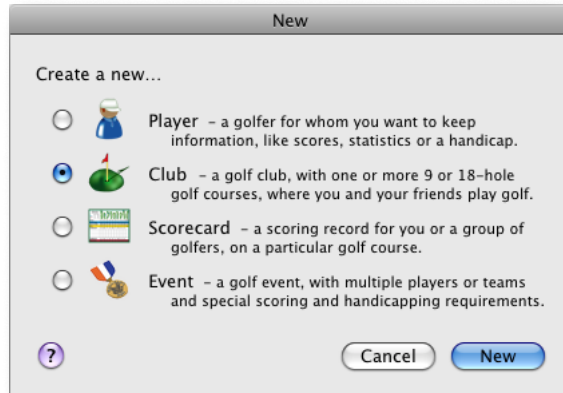 New
Create a new...
Player – a golfer for whom you want to keep
information, like scores, statistics or a handicap.
Club – a golf club, with one or more 9 or 18-hole
golf courses, where you and your friends play golf.
Scorecard – a scoring record for you or a group of
golfers, on a particular golf course.
Event – a golf event, with multiple players or teams
and special scoring and handicapping requirements.
?
Cancel
New